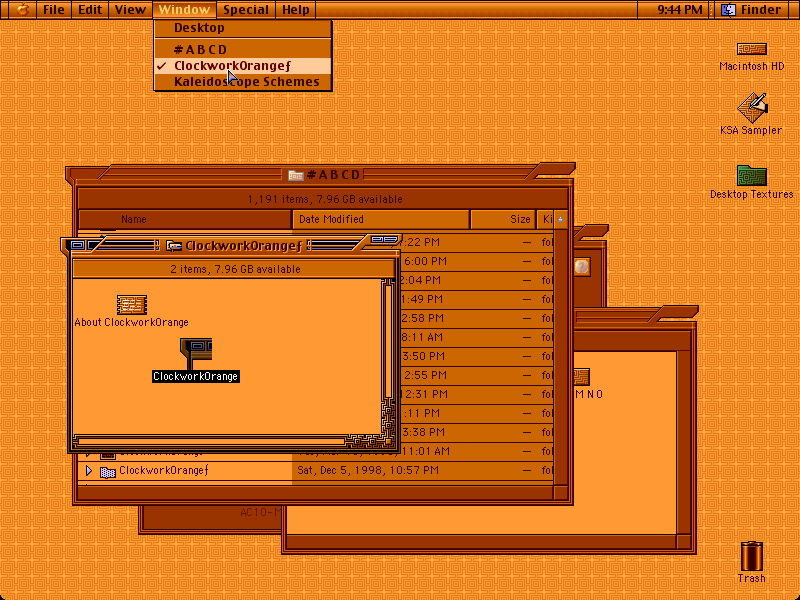 File Edit View Window Special Help 9:44 PM Finder
Desktop
#ABCD
ClockworkOrangeƒ
Kaleidoscope Schemes
Macintosh HD
KSA Sampler
Desktop Textures
#ABCD
1,191 items, 7.96 GB available
Name Date Modified Size Ki
:22 PM — fol
6:00 PM — fol
2:04 PM — fol
1:49 PM — fol
2:58 PM — fol
8:11 AM — fol
3:50 PM — fol
2:55 PM — fol
2:31 PM — fol
:11 PM — fol
3:38 PM — fol
11:01 AM — fol
ClockworkOrangeƒ Sat, Dec 5, 1998, 10:57 PM — fol
ClockworkOrangeƒ
2 items, 7.96 GB available
About ClockworkOrange
ClockworkOrange
M N O
Trash